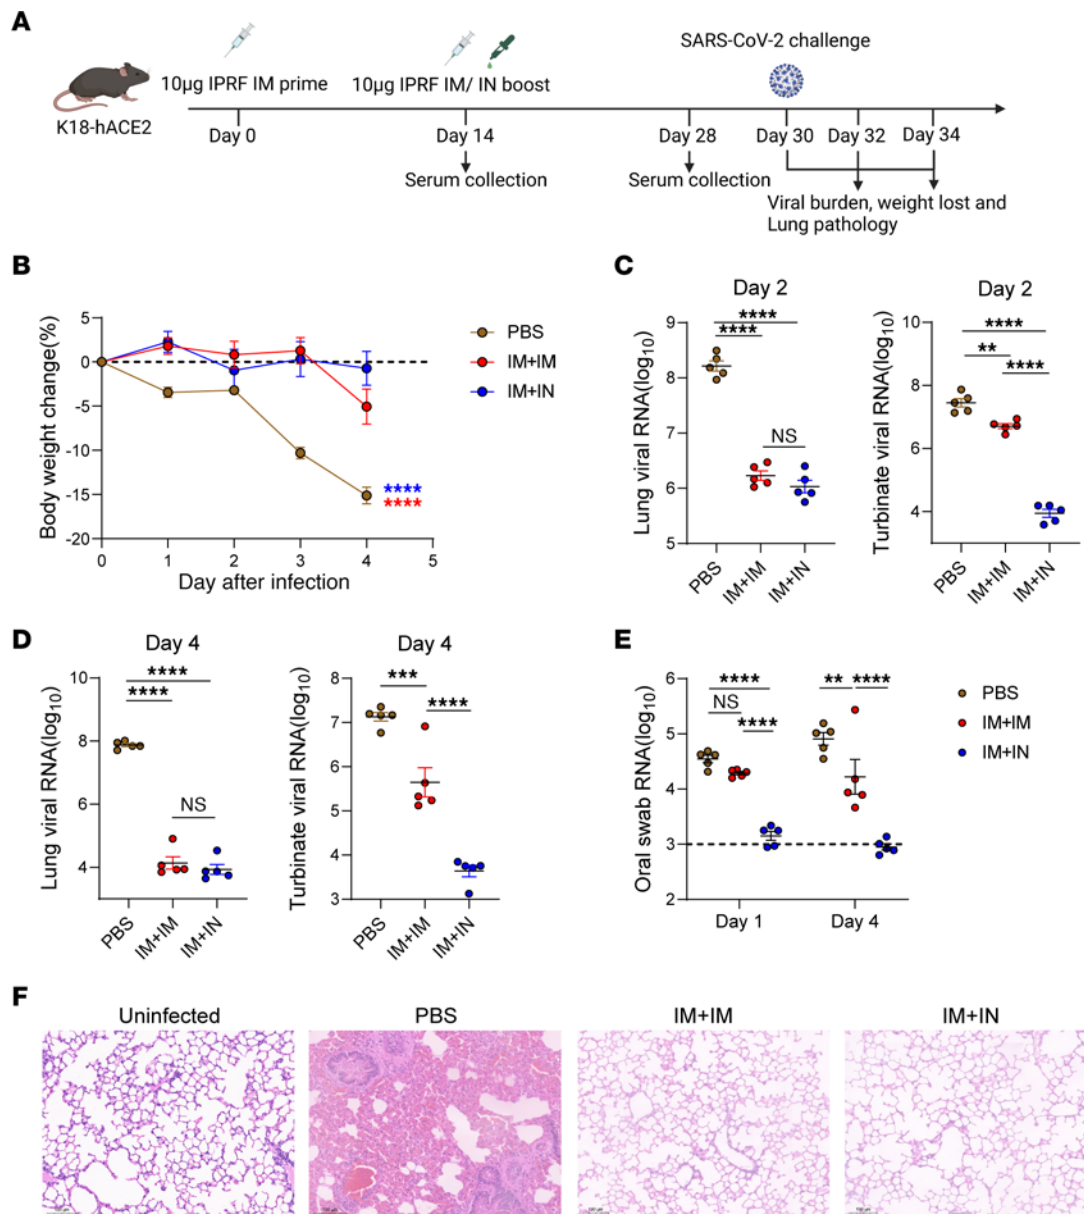 A
SARS-CoV-2 challenge
10µg IPRF IM prime
10µg IPRF IM/ IN boost
K18-hACE2
Day 0
Day 14
Day 28
Day 30
Day 32
Day 34
Serum collection
Serum collection
Viral burden, weight lost and
Lung pathology
B
Body weight change(%)
5
0
-5
-10
-15
-20
0
1
2
3
4
5
Day after infection
****
****
PBS
IM+IM
IM+IN
C
Day 2
Lung viral RNA(log10)
9
8
7
6
5
****
****
NS
PBS
IM+IM
IM+IN
Day 2
Turbinate viral RNA(log10)
10
8
6
4
****
**
****
PBS
IM+IM
IM+IN
D
Day 4
Lung viral RNA(log10)
10
8
6
4
****
****
NS
PBS
IM+IM
IM+IN
Day 4
Turbinate viral RNA(log10)
8
7
6
5
4
3
***
****
PBS
IM+IM
IM+IN
E
Oral swab RNA(log10)
6
5
4
3
2
****
NS
****
**
****
Day 1
Day 4
PBS
IM+IM
IM+IN
F
Uninfected
PBS
IM+IM
IM+IN